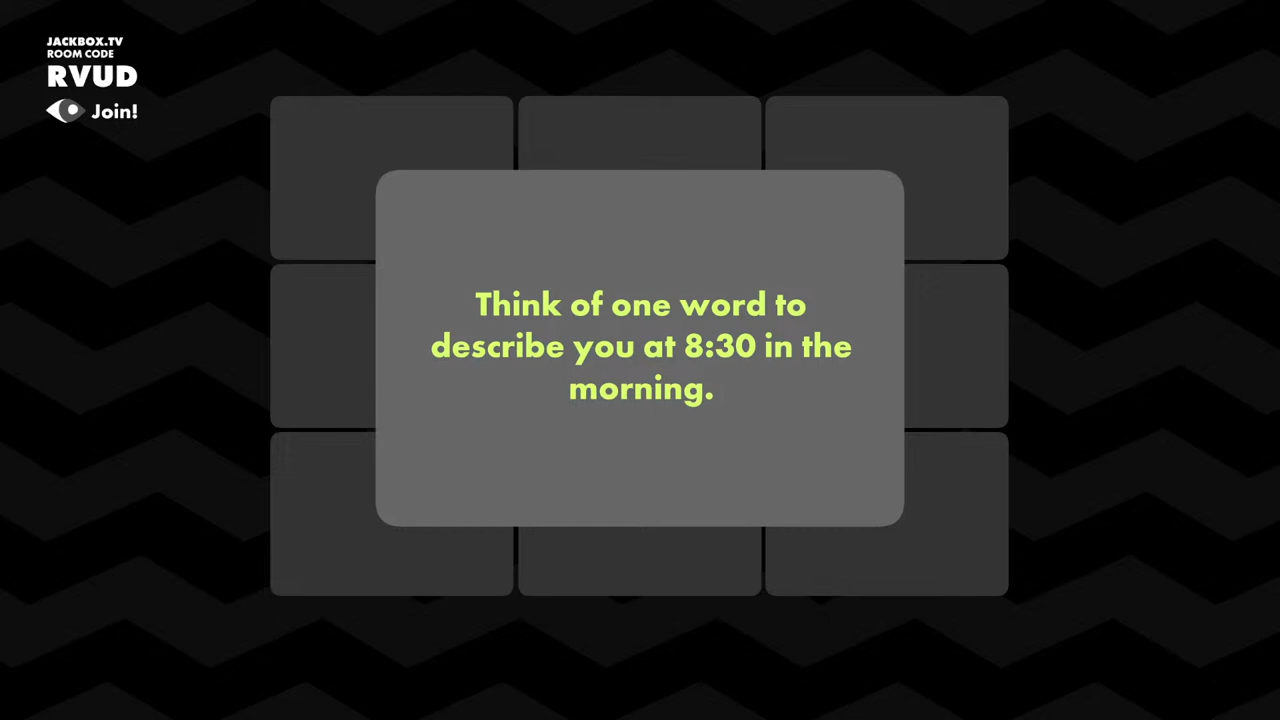 JACKBOX.TV
ROOM CODE
RVUD
Join!
Think of one word to
describe you at 8:30 in the
morning.